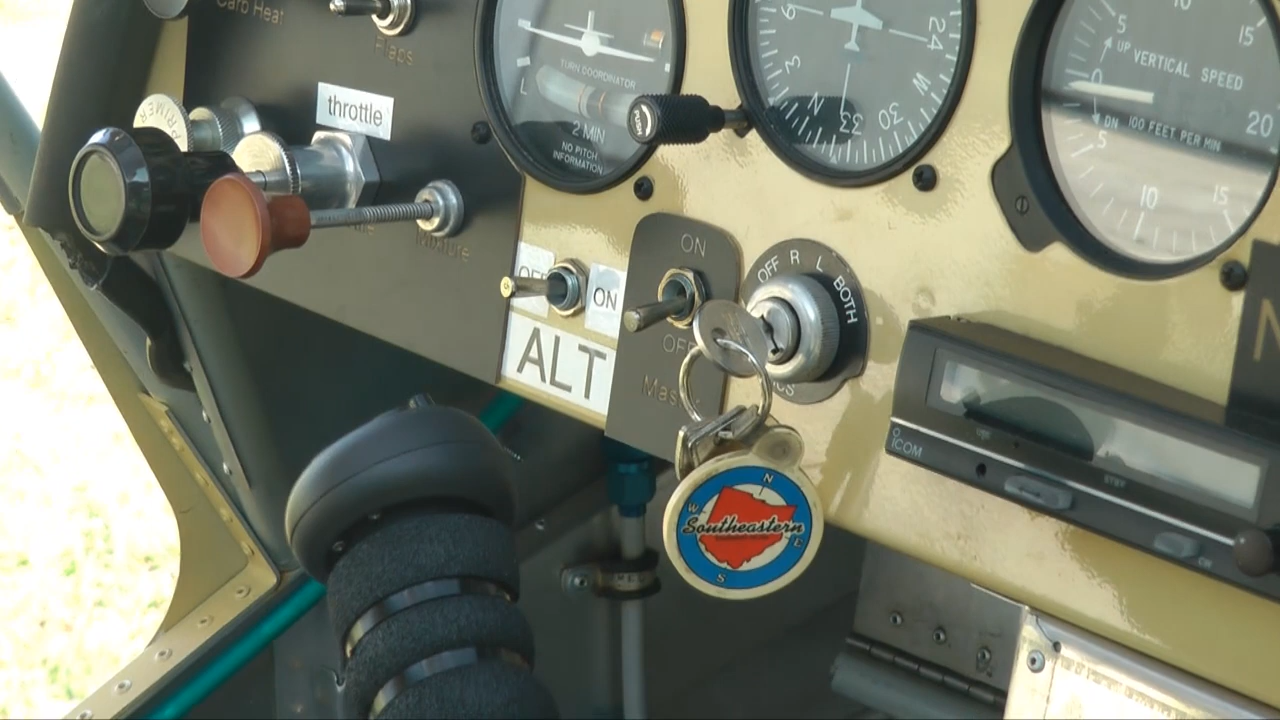 Carb Heat
Flaps
throttle
PRIMER
Mixture
L
TURN COORDINATOR
2 MIN
NO PITCH
INFORMATION
PUSH
6
3
N
33
30
W
24
5
10
15
UP
VERTICAL SPEED
0
DN 100 FEET PER MIN
20
5
10
15
OFF
ON
ALT
ON
OFF
OFF R L BOTH
ICOM
N
W
Southeastern
E
S